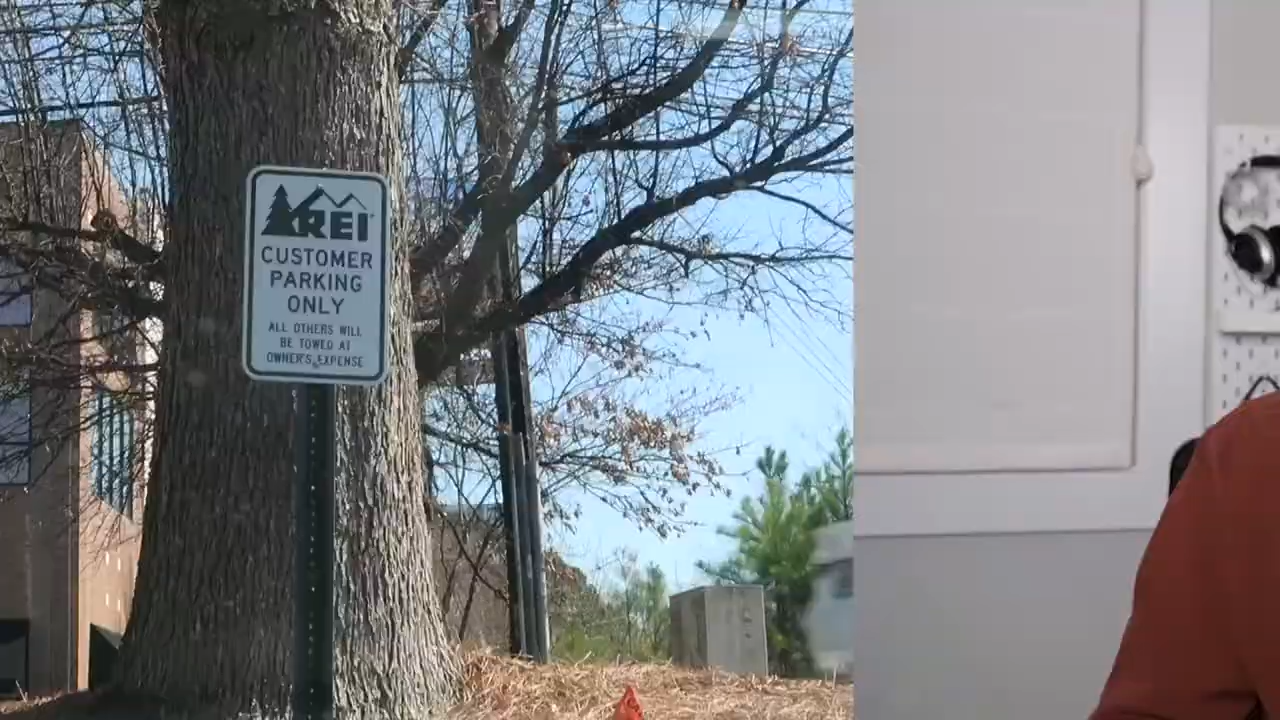 REI
CUSTOMER
PARKING
ONLY
ALL OTHERS WILL
BE TOWED AT
OWNER'S EXPENSE